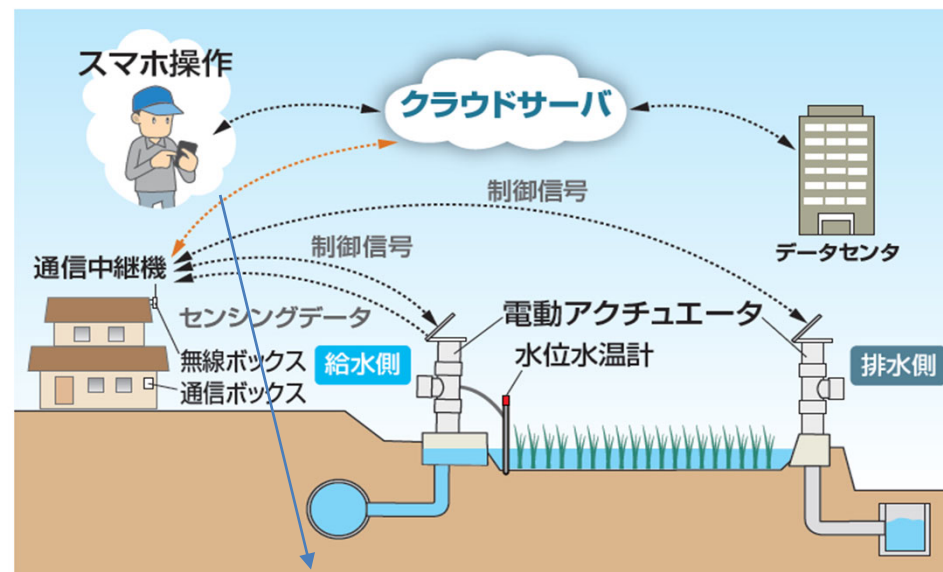 スマホ操作
クラウドサーバ
制御信号
データセンタ
制御信号
通信中継機
センシングデータ
電動アクチュエータ
無線ボックス
給水側
水位水温計
排水側
通信ボックス